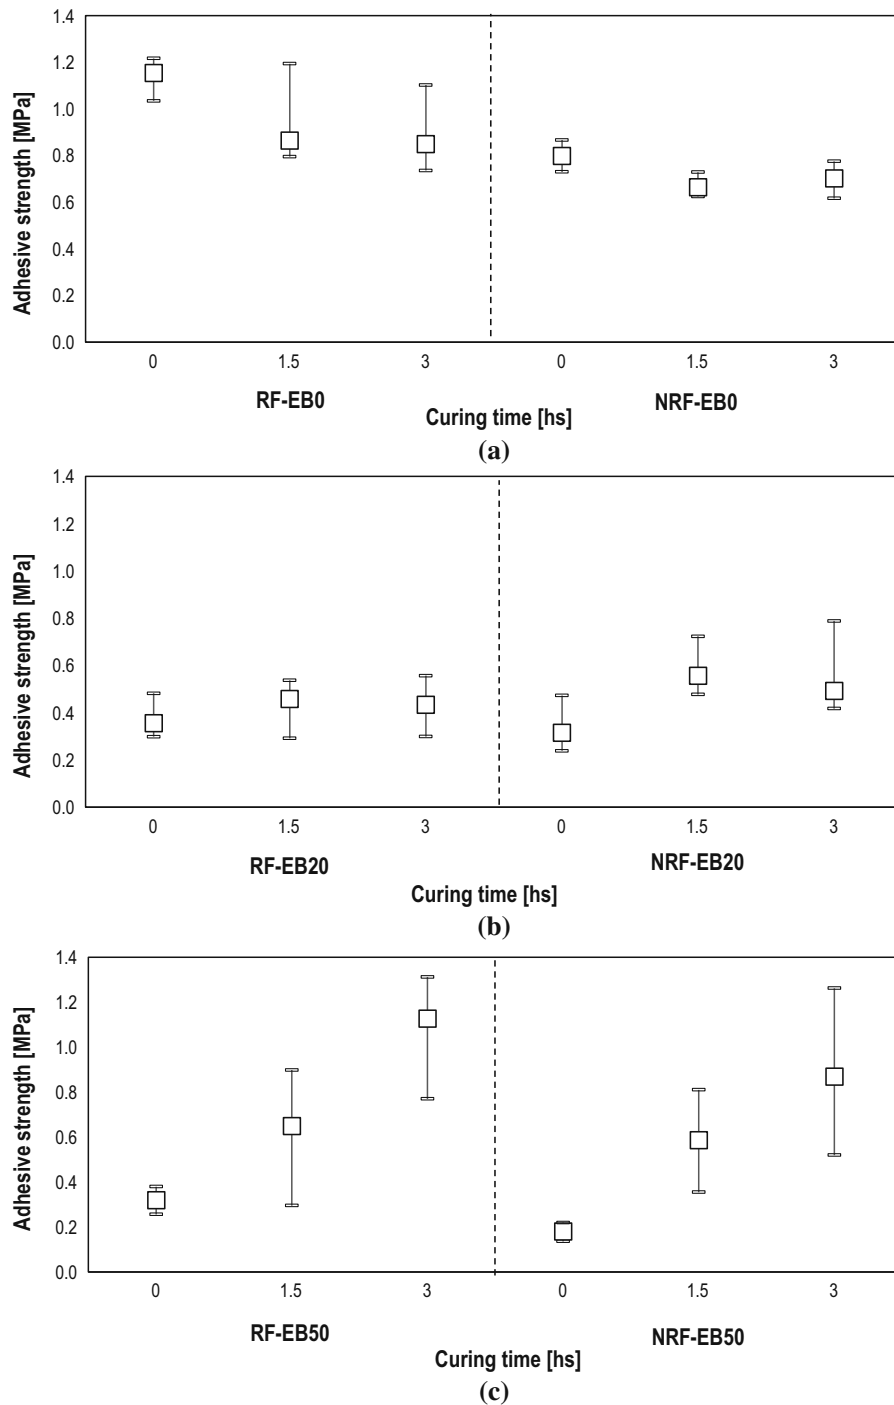 Adhesive strength [MPa]
1.4
1.2
1.0
0.8
0.6
0.4
0.2
0.0
0 1.5 3 0 1.5 3
RF-EB0 NRF-EB0
Curing time [hs]
(a)
Adhesive strength [MPa]
1.4
1.2
1.0
0.8
0.6
0.4
0.2
0.0
0 1.5 3 0 1.5 3
RF-EB20 NRF-EB20
Curing time [hs]
(b)
Adhesive strength [MPa]
1.4
1.2
1.0
0.8
0.6
0.4
0.2
0.0
0 1.5 3 0 1.5 3
RF-EB50 NRF-EB50
Curing time [hs]
(c)